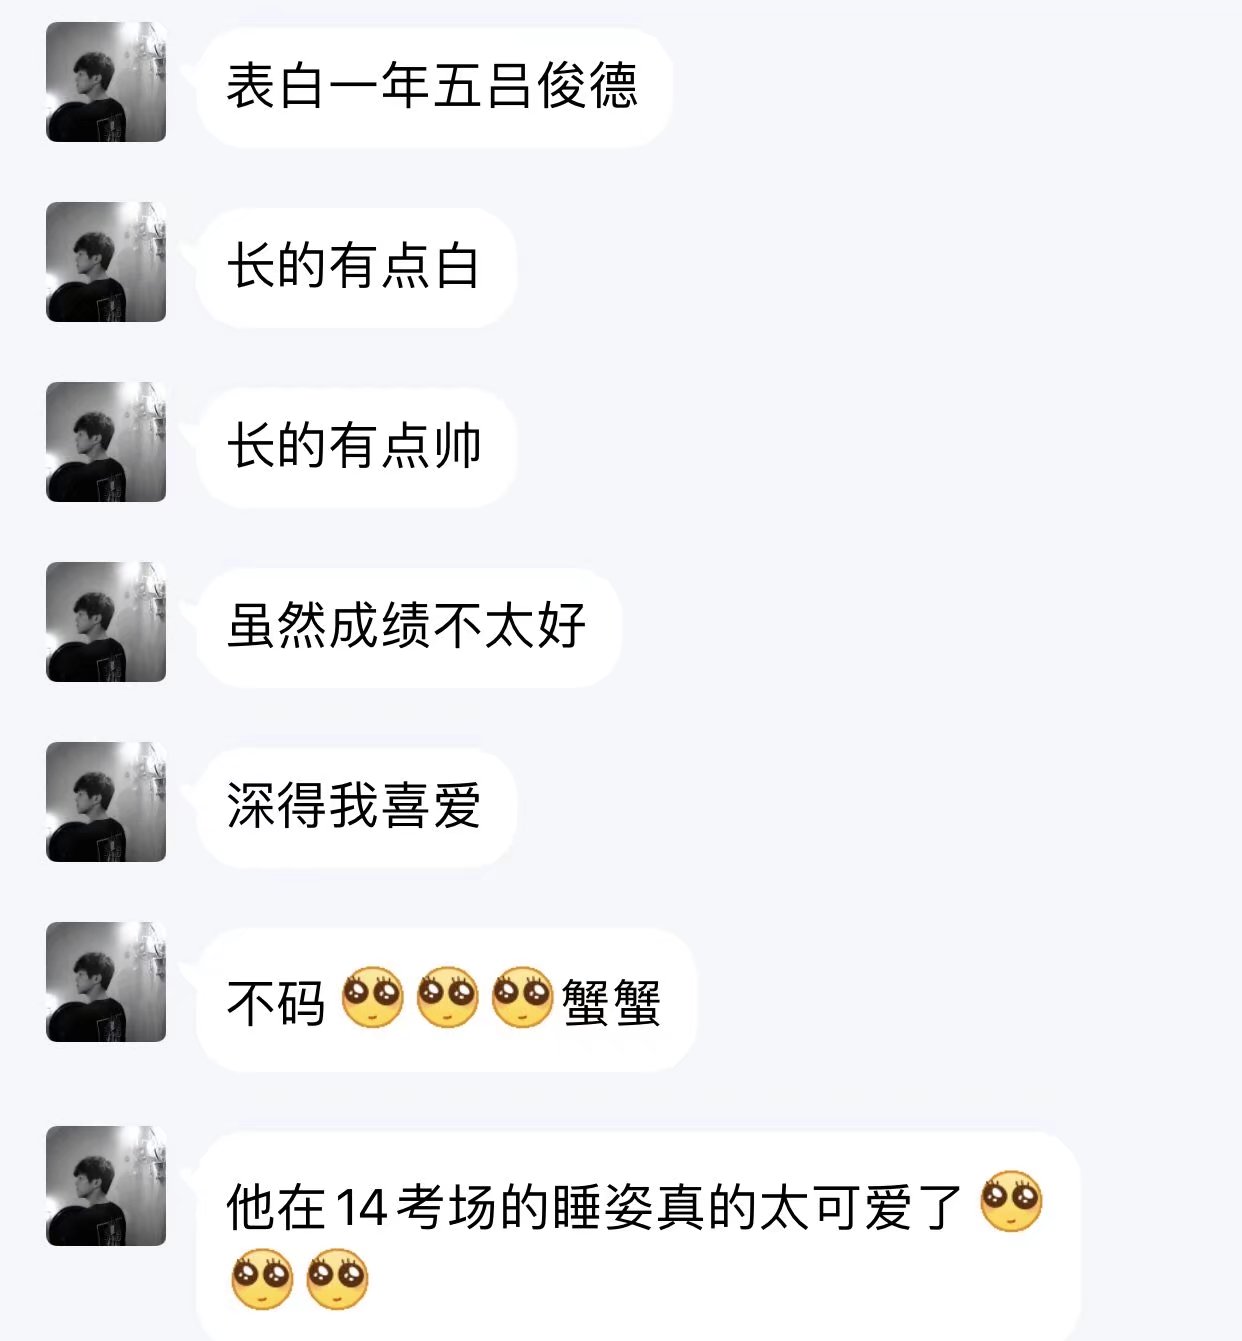 表白一年五吕俊德
长的有点白
长的有点帅
虽然成绩不太好
深得我喜爱
不码🥺🥺🥺蟹蟹
他在14考场的睡姿真的太可爱了🥺
🥺🥺